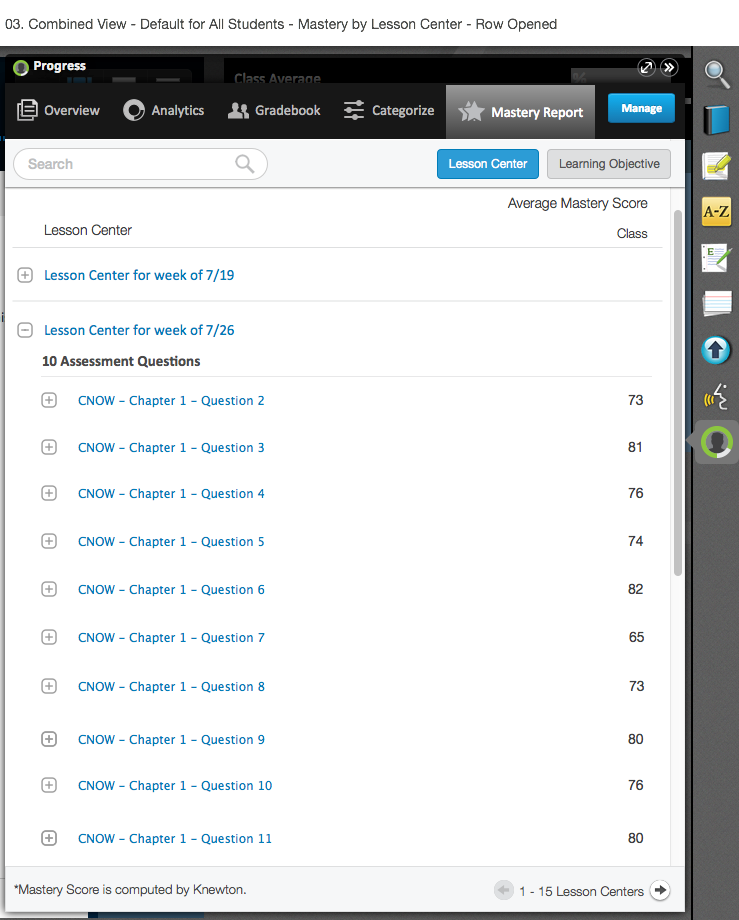 03. Combined View - Default for All Students - Mastery by Lesson Center - Row Opened
Progress
Class Average
%
Overview
Analytics
Gradebook
Categorize
Mastery Report
Manage
Search
Lesson Center
Learning Objective
Average Mastery Score
Lesson Center
Class
Lesson Center for week of 7/19
Lesson Center for week of 7/26
10 Assessment Questions
CNOW – Chapter 1 – Question 2 73
CNOW – Chapter 1 – Question 3 81
CNOW – Chapter 1 – Question 4 76
CNOW – Chapter 1 – Question 5 74
CNOW – Chapter 1 – Question 6 82
CNOW – Chapter 1 – Question 7 65
CNOW – Chapter 1 – Question 8 73
CNOW – Chapter 1 – Question 9 80
CNOW – Chapter 1 – Question 10 76
CNOW – Chapter 1 – Question 11 80
*Mastery Score is computed by Knewton.
1 - 15 Lesson Centers
A-Z
E